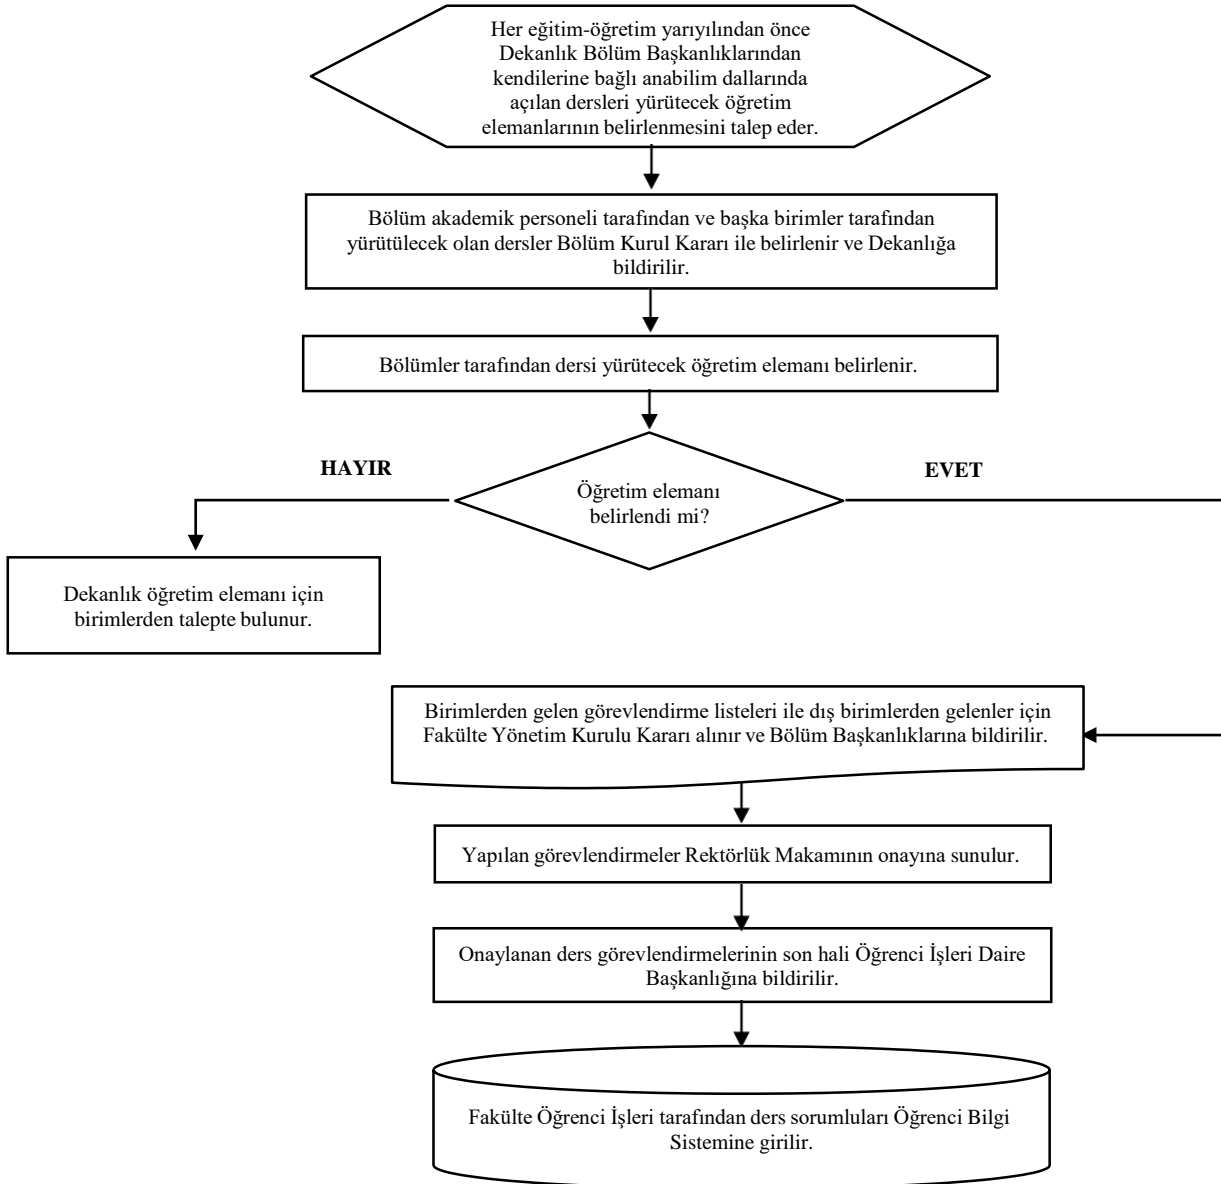 Her eğitim-öğretim yarıyılından önce
Dekanlık Bölüm Başkanlıklarından
kendilerine bağlı anabilim dallarında
açılan dersleri yürütecek öğretim
elemanlarının belirlenmesini talep eder.
Bölüm akademik personeli tarafından ve başka birimler tarafından
yürütülecek olan dersler Bölüm Kurul Kararı ile belirlenir ve Dekanlığa
bildirilir.
Bölümler tarafından dersi yürütecek öğretim elemanı belirlenir.
HAYIR
EVET
Öğretim elemanı
belirlendi mi?
Dekanlık öğretim elemanı için
birimlerden talepte bulunur.
Birimlerden gelen görevlendirme listeleri ile dış birimlerden gelenler için
Fakülte Yönetim Kurulu Kararı alınır ve Bölüm Başkanlıklarına bildirilir.
Yapılan görevlendirmeler Rektörlük Makamının onayına sunulur.
Onaylanan ders görevlendirmelerinin son hali Öğrenci İşleri Daire
Başkanlığına bildirilir.
Fakülte Öğrenci İşleri tarafından ders sorumluları Öğrenci Bilgi
Sistemine girilir.